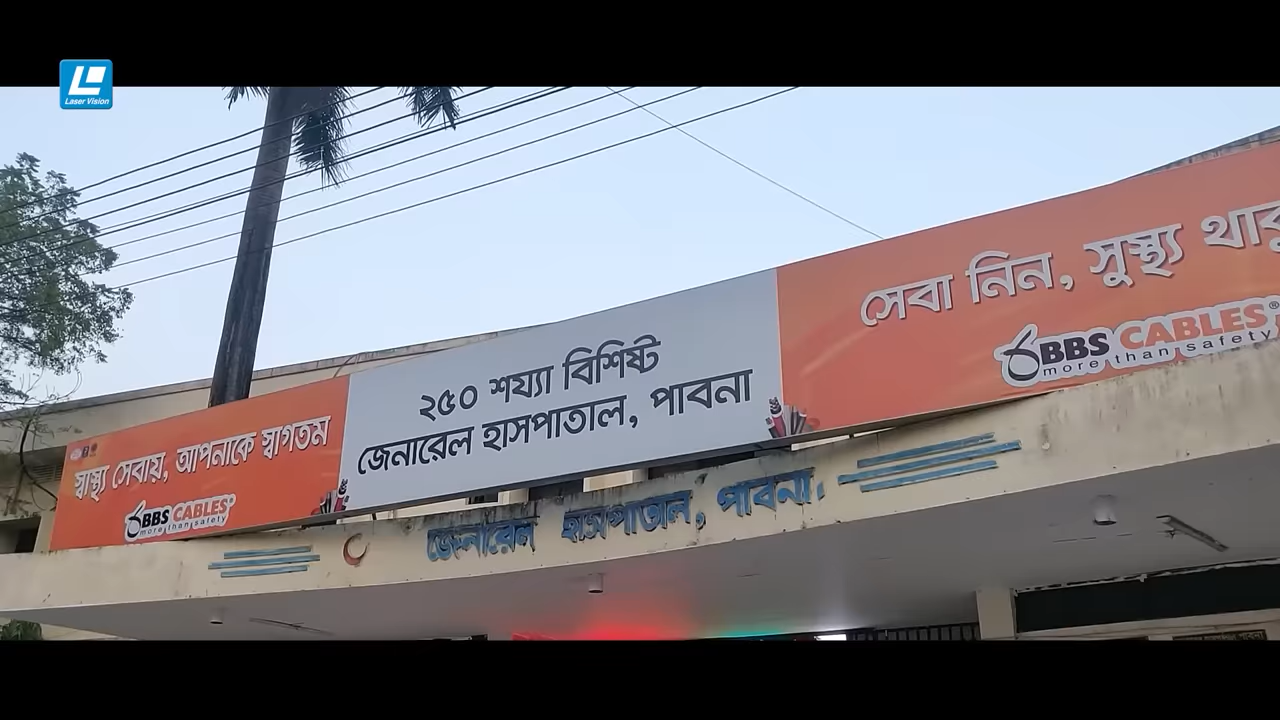 Laser Vision
স্বাস্থ্য সেবায়, আপনাকে স্বাগতম
BBS CABLES®
more than safety
২৫০ শয্যা বিশিষ্ট
জেনারেল হাসপাতাল, পাবনা
সেবা নিন, সুস্থ্য থাকু
BBS CABLES®
more than safety
জেনারেল হাসপাতাল, পাবনা।